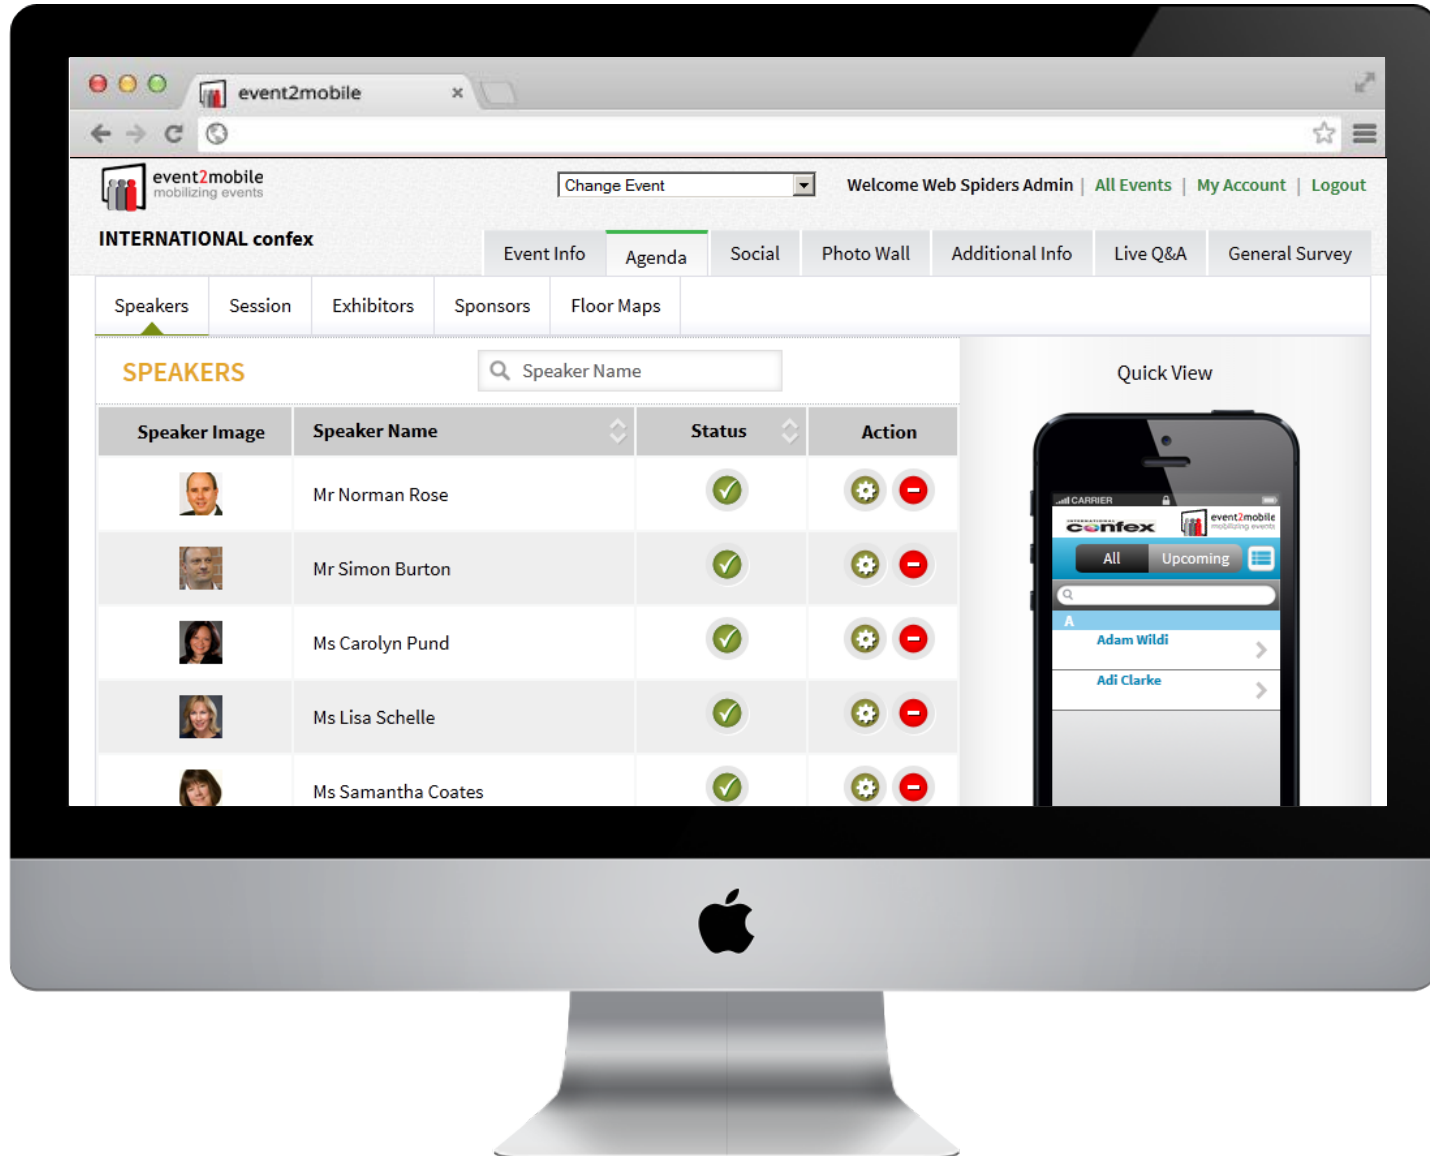 event2mobile
event2mobile
mobilizing events
Change Event
Welcome Web Spiders Admin | All Events | My Account | Logout
INTERNATIONAL confex
Event Info Agenda Social Photo Wall Additional Info Live Q&A General Survey
Speakers Session Exhibitors Sponsors Floor Maps
SPEAKERS
Speaker Name
Quick View
Speaker Image Speaker Name Status Action
Mr Norman Rose
Mr Simon Burton
Ms Carolyn Pund
Ms Lisa Schelle
Ms Samantha Coates
CARRIER
INTERNATIONAL
confex
event2mobile
mobilizing events
All Upcoming
A
Adam Wildi
Adi Clarke